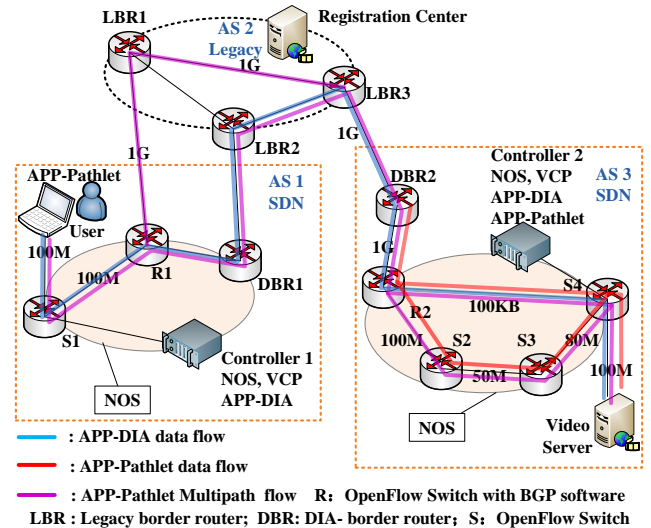 LBR1
AS 2
Legacy
Registration Center
1G
LBR3
LBR2
1G
1G
APP-Pathlet
User
AS 1
SDN
100M
100M
R1
DBR1
S1
Controller 1
NOS, VCP
APP-DIA
NOS
Controller 2
NOS, VCP
APP-DIA
APP-Pathlet
AS 3
SDN
DBR2
1G
S4
100KB
R2
100M
S2
S3
80M
50M
100M
NOS
Video
Server
: APP-DIA data flow
: APP-Pathlet data flow
: APP-Pathlet Multipath flow R: OpenFlow Switch with BGP software
LBR : Legacy border router; DBR: DIA- border router; S: OpenFlow Switch